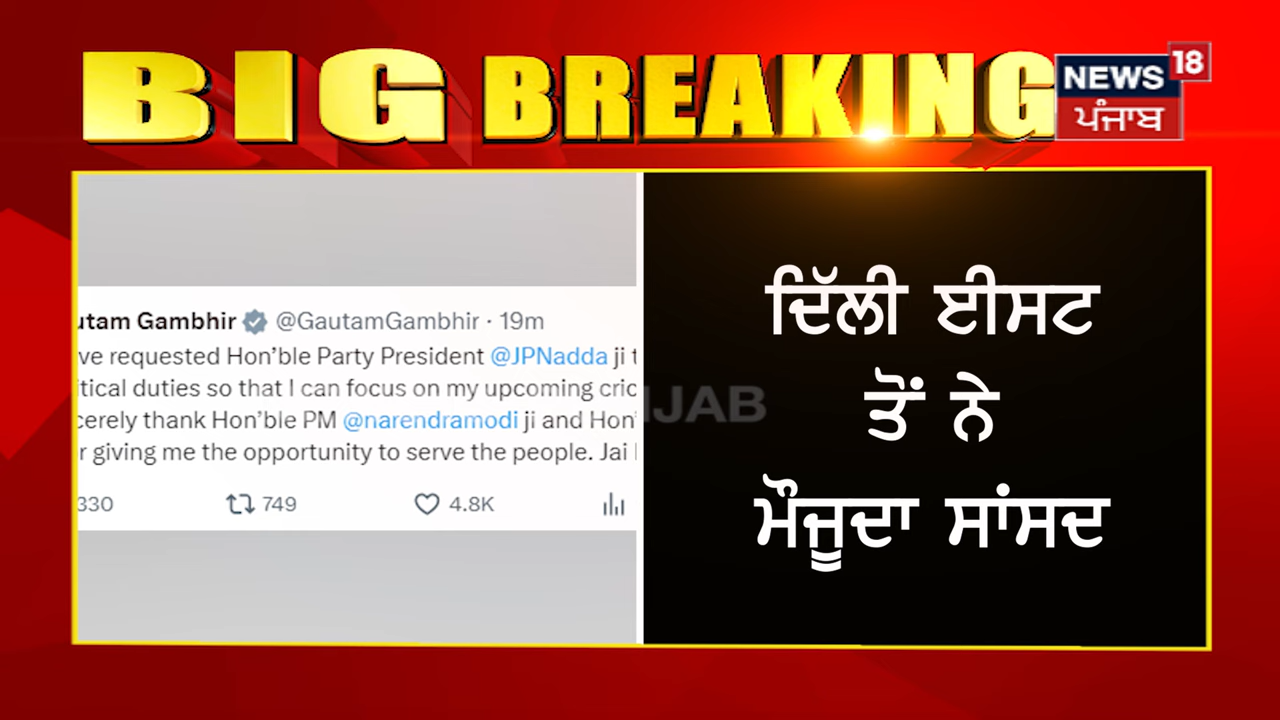 BIG BREAKING
NEWS 18
ਪੰਜਾਬ
utam Gambhir @GautamGambhir · 19m
ve requested Hon'ble Party President @JPNadda ji t
itical duties so that I can focus on my upcoming cric
cerely thank Hon'ble PM @narendramodi ji and Hon'
r giving me the opportunity to serve the people. Jai
330 749 4.8K
ਦਿੱਲੀ ਈਸਟ
ਤੋਂ ਨੇ
ਮੌਜੂਦਾ ਸਾਂਸਦ
JAB